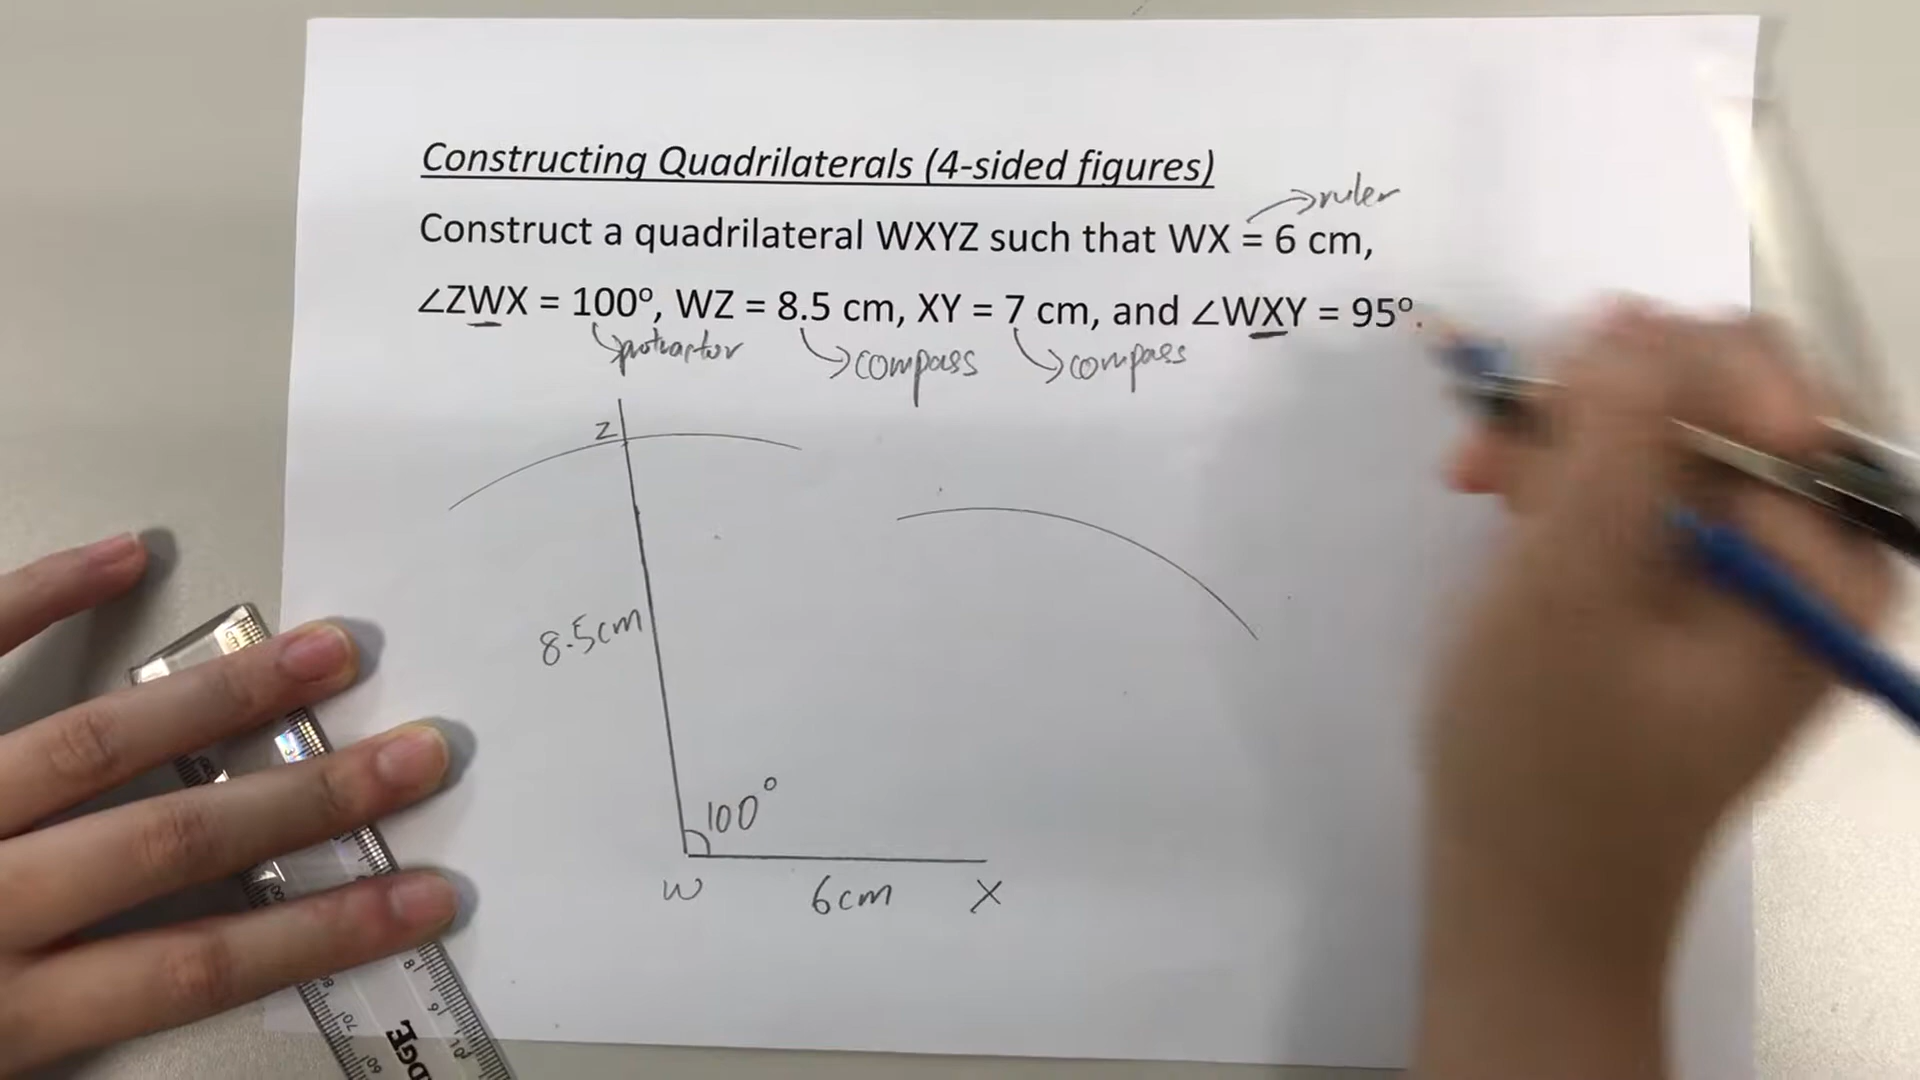 Constructing Quadrilaterals (4-sided figures)
ruler
Construct a quadrilateral WXYZ such that WX = 6 cm,
∠ZWX = 100°, WZ = 8.5 cm, XY = 7 cm, and ∠WXY = 95°.
protractor compass compass
Z
8.5cm
100°
W 6cm X